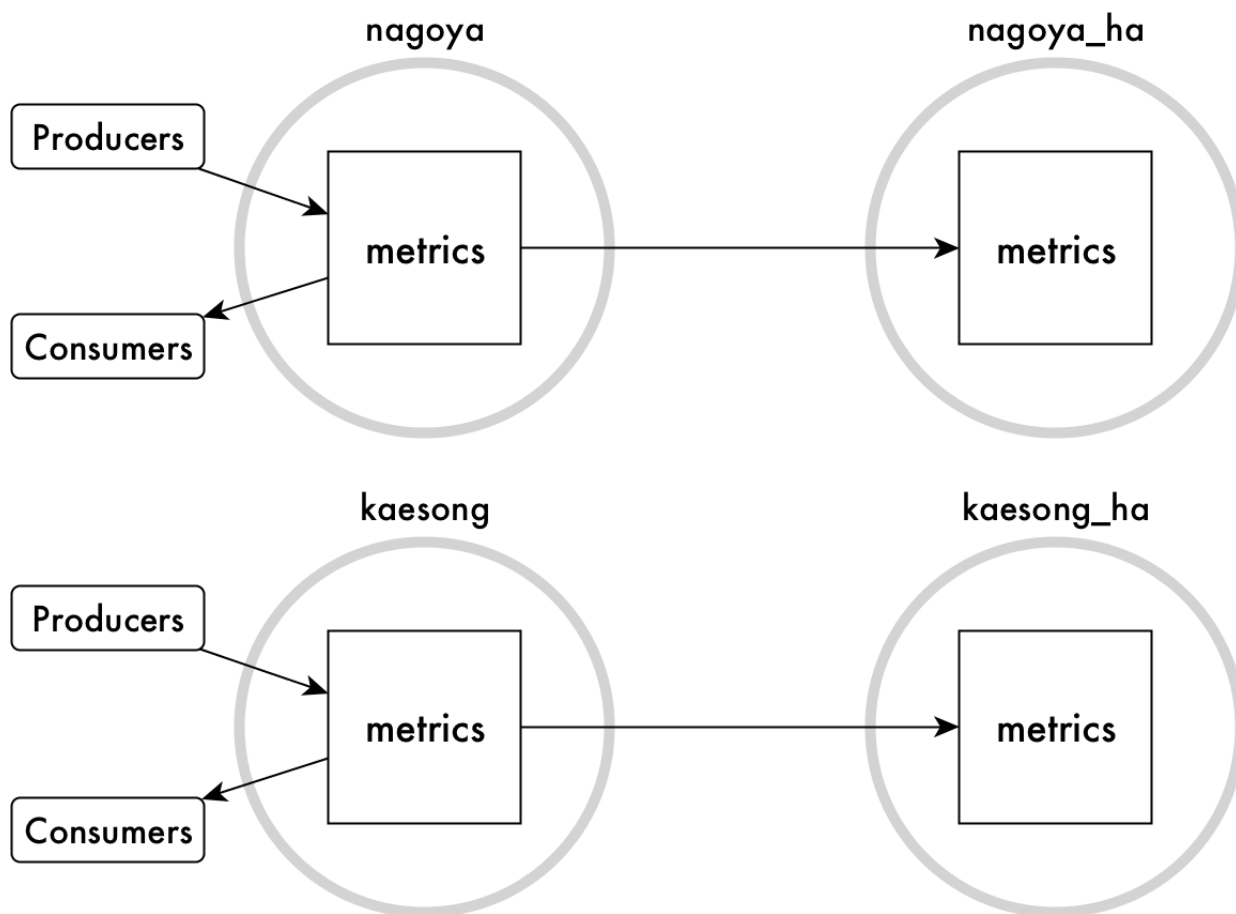 nagoya
nagoya_ha
Producers
metrics
metrics
Consumers
kaesong
kaesong_ha
Producers
metrics
metrics
Consumers